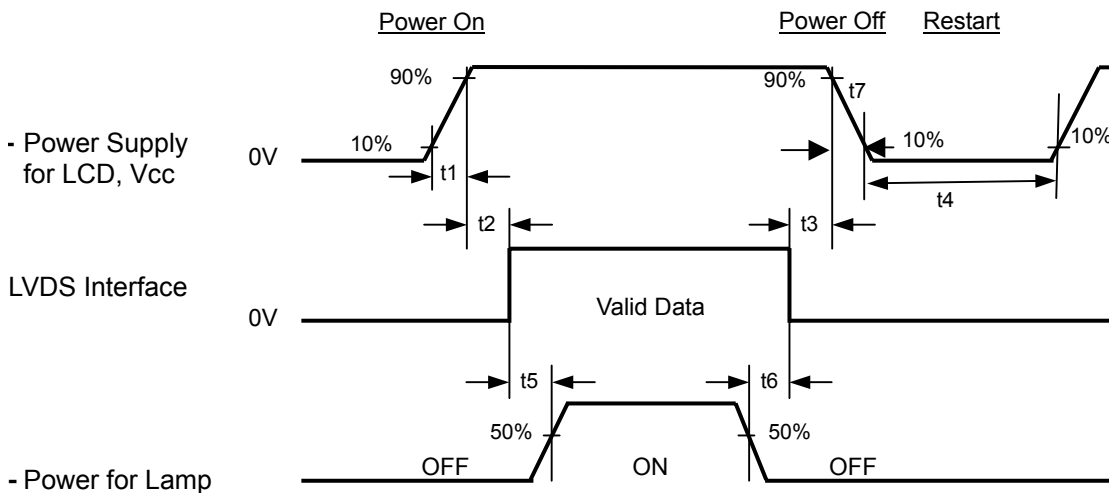 Power On
Power Off
Restart
90%
90%
t7
- Power Supply
for LCD, Vcc
0V
10%
10%
10%
t1
t4
t2
t3
LVDS Interface
0V
Valid Data
t5
t6
50%
50%
- Power for Lamp
OFF
ON
OFF